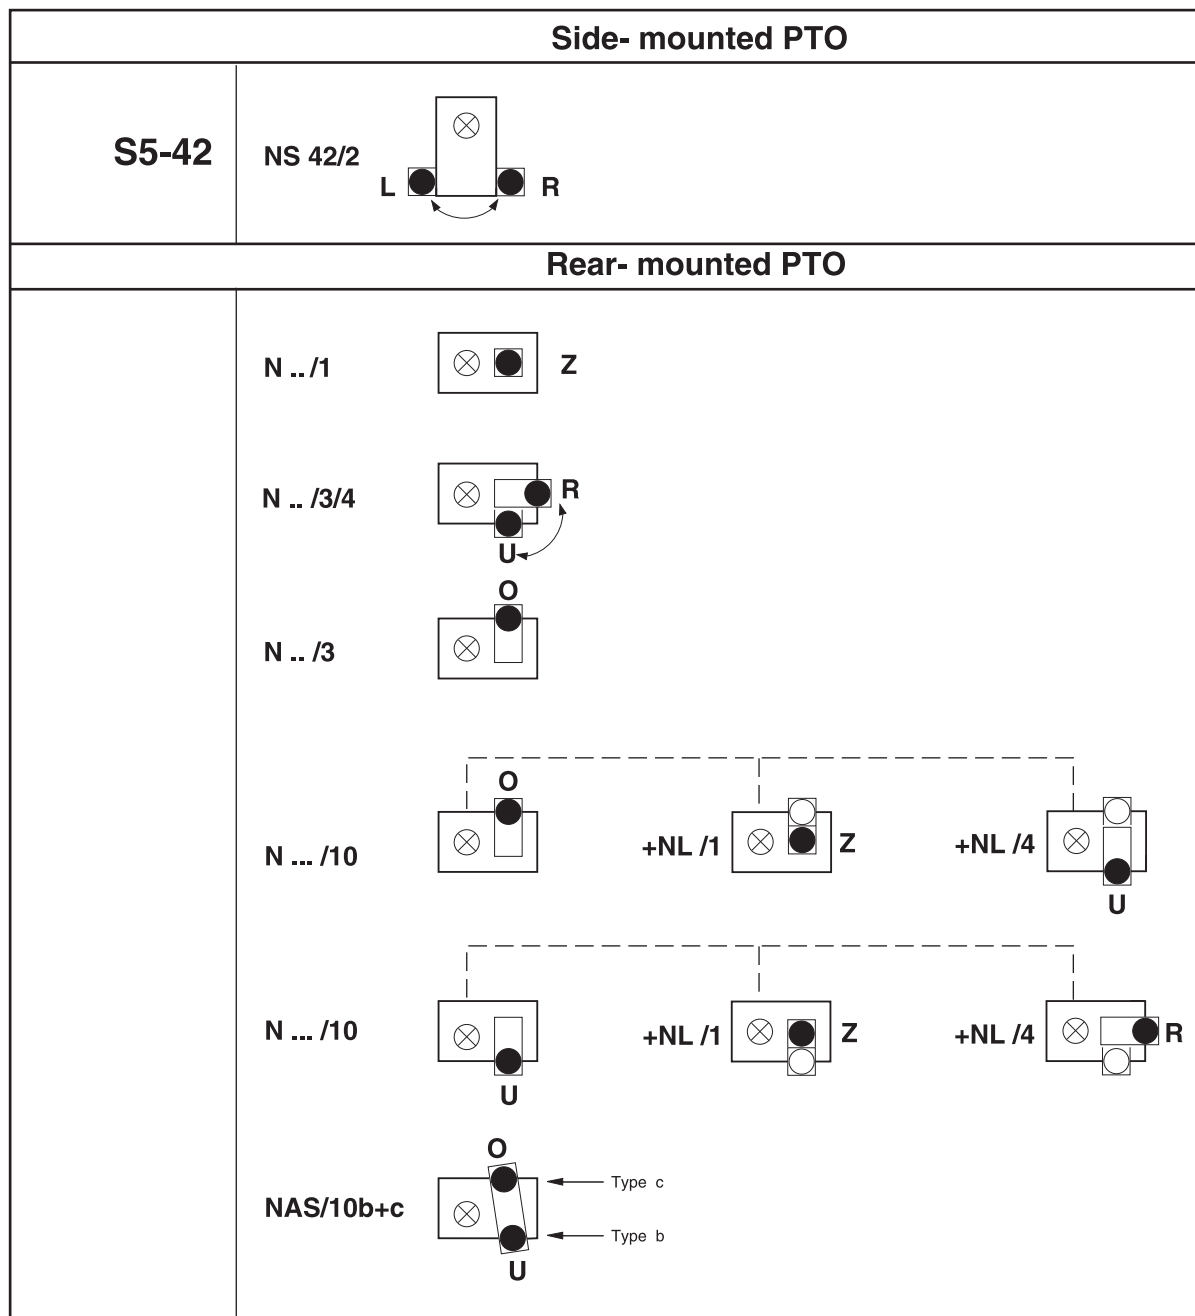 Side- mounted PTO
S5-42
NS 42/2
L
R
Rear- mounted PTO
N .. /1
Z
N .. /3/4
R
U
O
N .. /3
O
N ... /10
+NL /1
Z
+NL /4
U
N ... /10
+NL /1
Z
+NL /4
R
U
O
Type c
NAS/10b+c
Type b
U